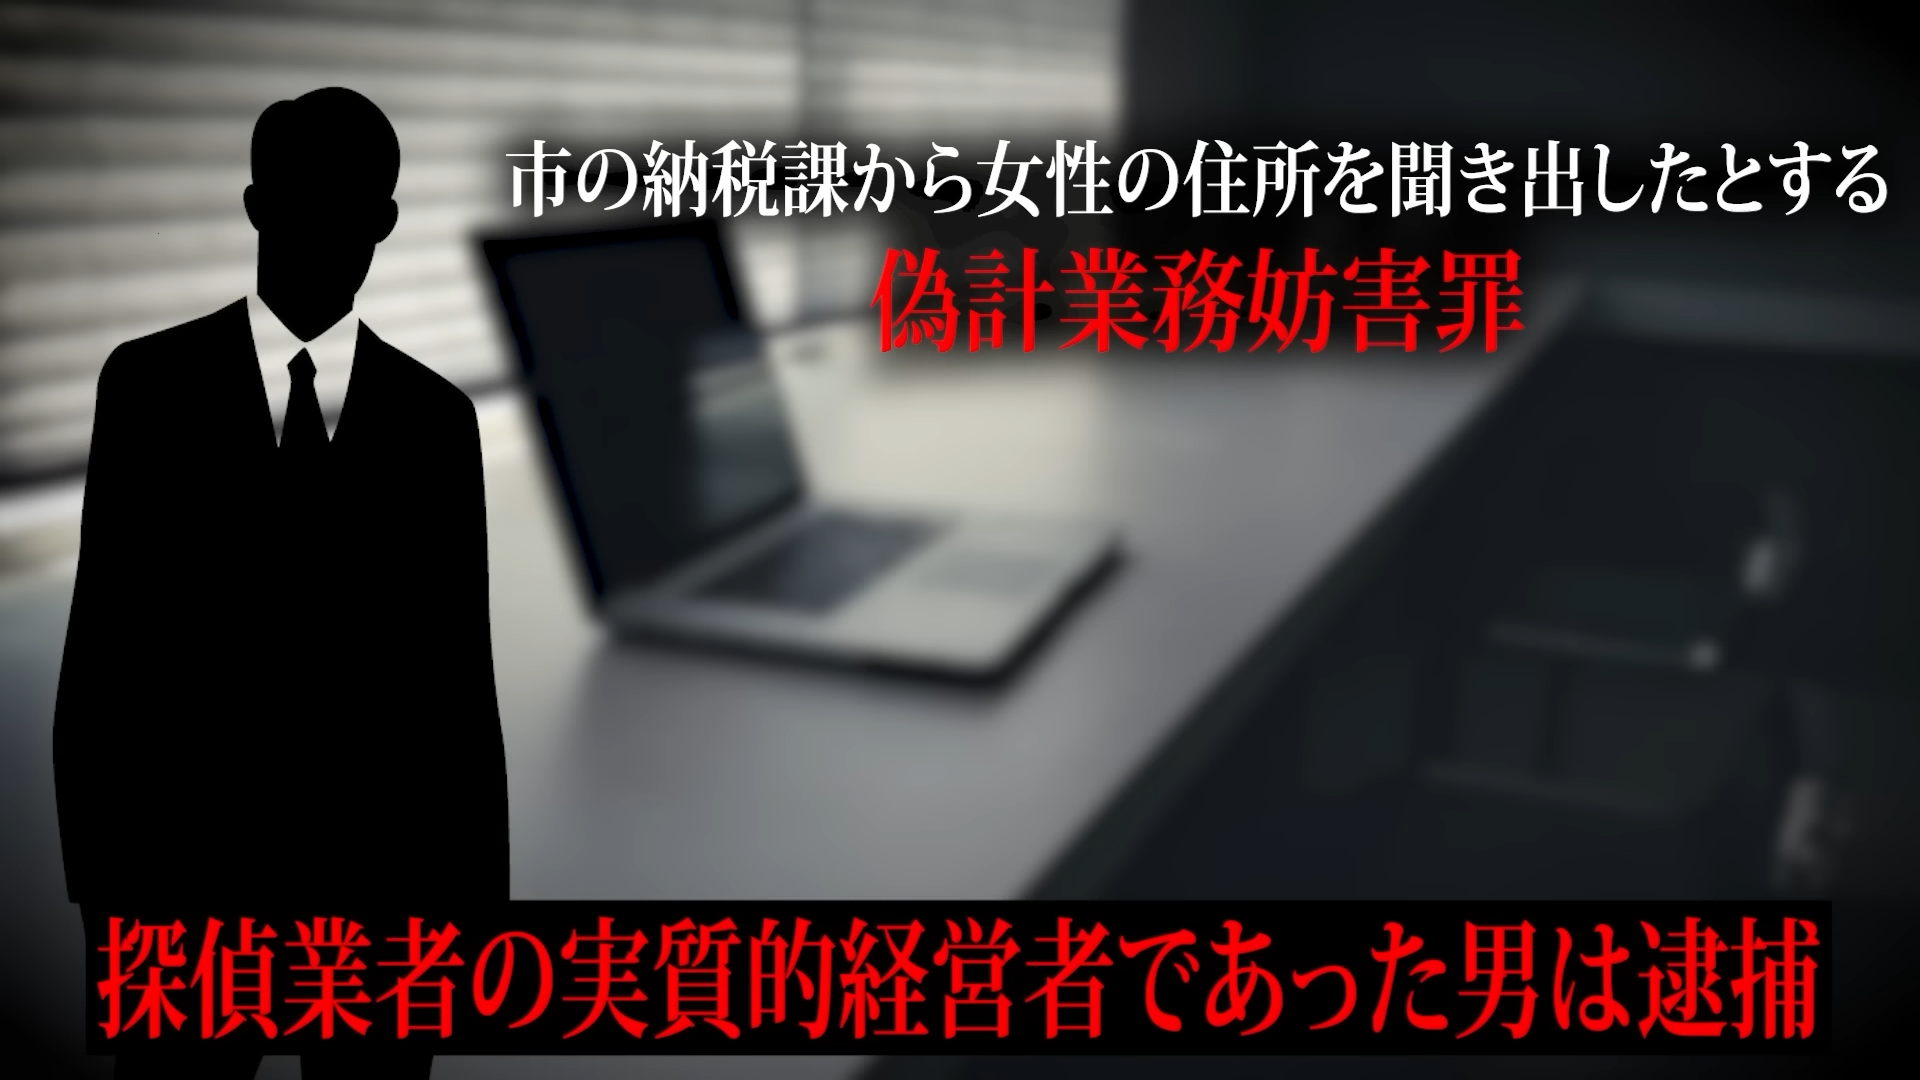 市の納税課から女性の住所を聞き出したとする
偽計業務妨害罪
探偵業者の実質的経営者であった男は逮捕